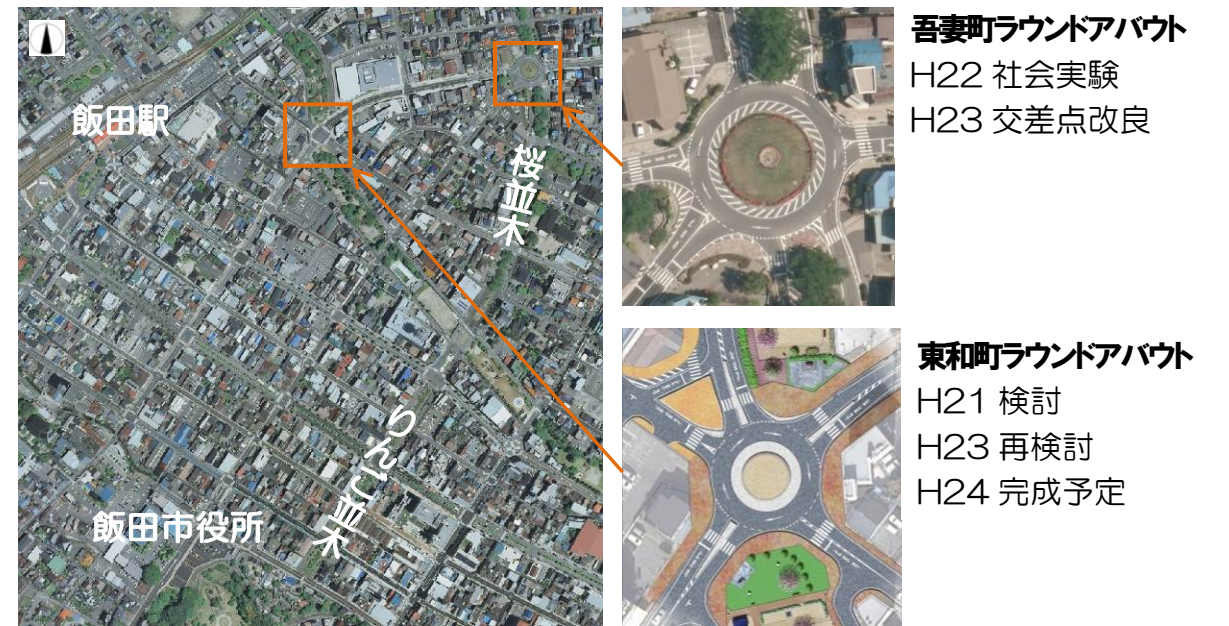 飯田駅
桜並木
りんご並木
飯田市役所
吾妻町ラウンドアバウト
H22 社会実験
H23 交差点改良
東和町ラウンドアバウト
H21 検討
H23 再検討
H24 完成予定